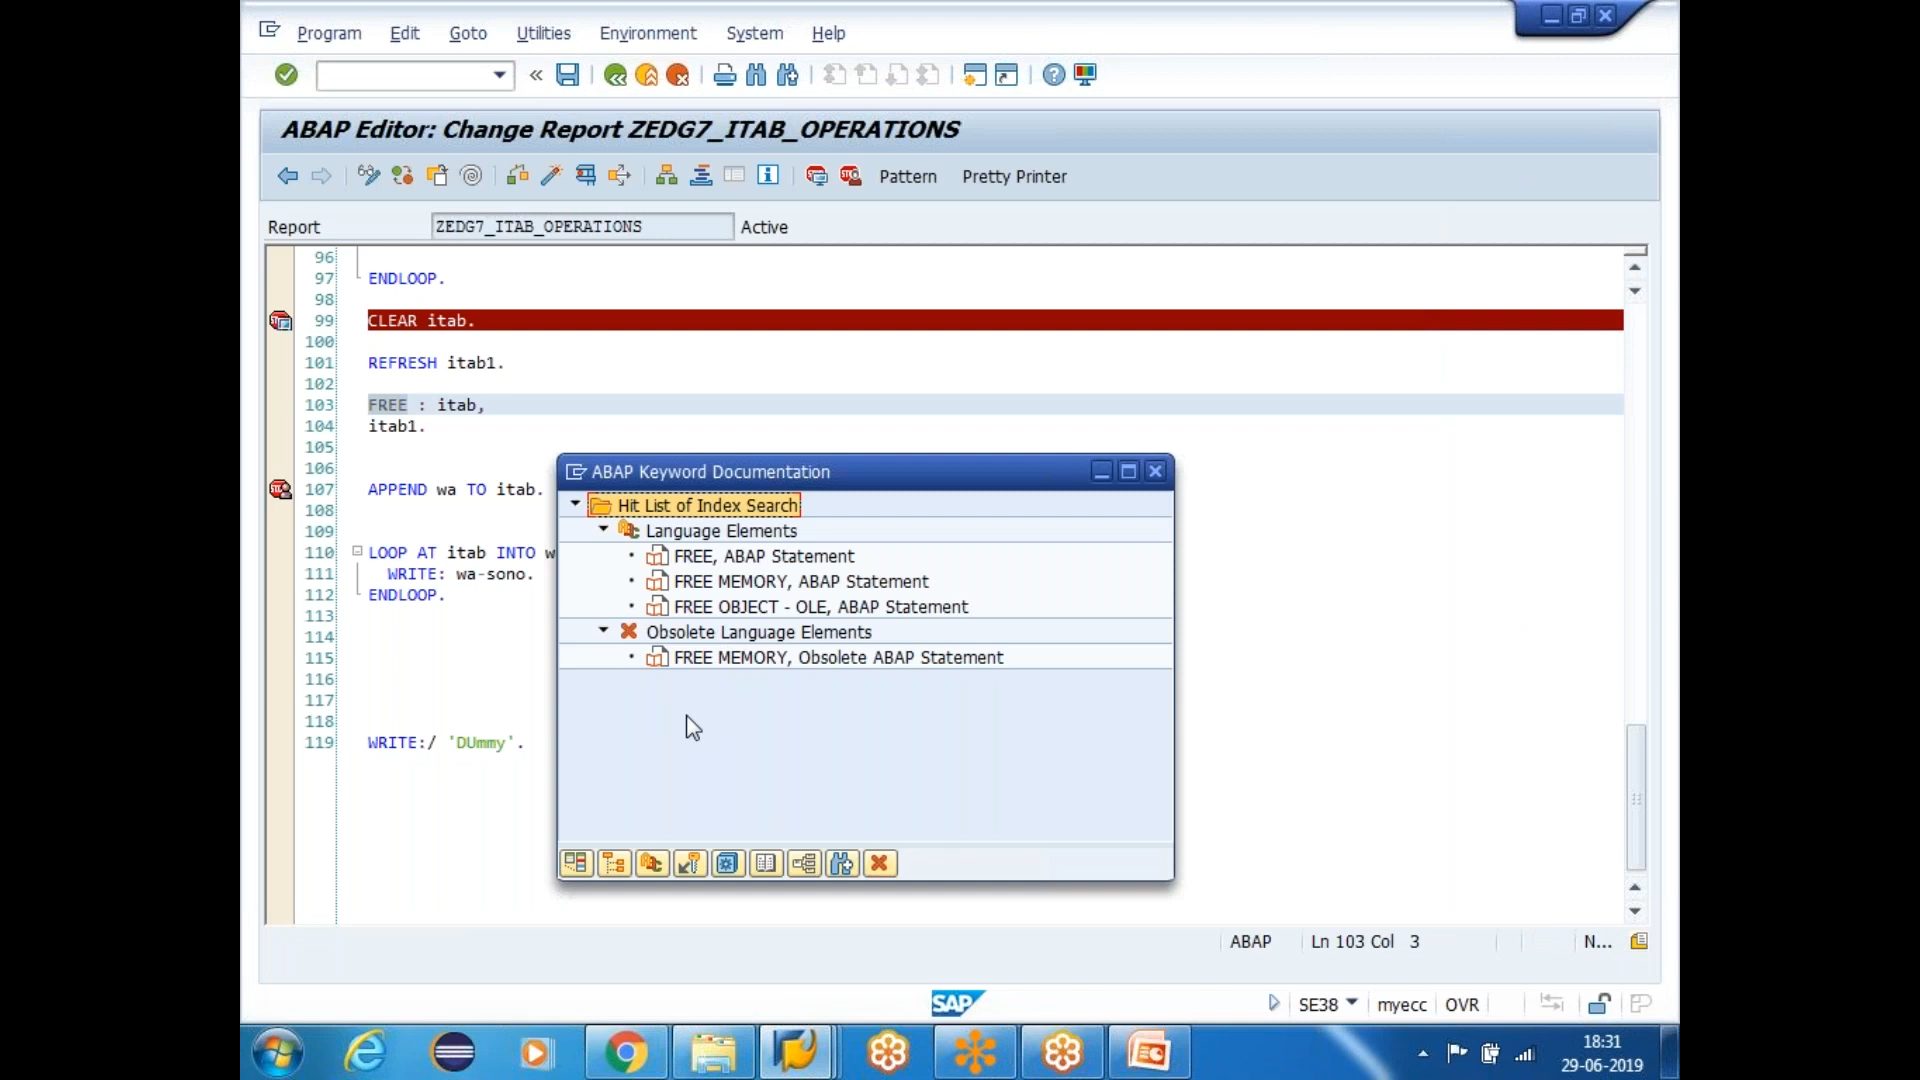 Program Edit Goto Utilities Environment System Help
ABAP Editor: Change Report ZEDG7_ITAB_OPERATIONS
Pattern Pretty Printer
Report ZEDG7_ITAB_OPERATIONS Active
96
97 ENDLOOP.
98
99 CLEAR itab.
100
101 REFRESH itab1.
102
103 FREE : itab,
104 itab1.
105
106
107 APPEND wa TO itab.
108
109
110 LOOP AT itab INTO w
111 WRITE: wa-sono.
112 ENDLOOP.
113
114
115
116
117
118
119 WRITE:/ 'DUmmy'.
ABAP Keyword Documentation
Hit List of Index Search
Language Elements
FREE, ABAP Statement
FREE MEMORY, ABAP Statement
FREE OBJECT - OLE, ABAP Statement
Obsolete Language Elements
FREE MEMORY, Obsolete ABAP Statement
ABAP Ln 103 Col 3 N...
SAP SE38 myecc OVR
18:31
29-06-2019